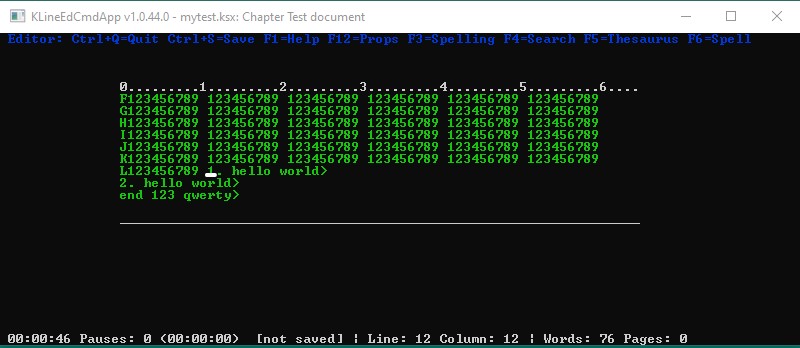 KLineEdCmdApp v1.0.44.0 - mytest.ksx: Chapter Test document
Editor: Ctrl+Q=Quit Ctrl+S=Save F1=Help F12=Props F3=Spelling F4=Search F5=Thesaurus F6=Spell
0.........1.........2.........3.........4.........5.........6....
F123456789 123456789 123456789 123456789 123456789 123456789
G123456789 123456789 123456789 123456789 123456789 123456789
H123456789 123456789 123456789 123456789 123456789 123456789
I123456789 123456789 123456789 123456789 123456789 123456789
J123456789 123456789 123456789 123456789 123456789 123456789
K123456789 123456789 123456789 123456789 123456789 123456789
L123456789 1. hello world>
2. hello world>
end 123 qwerty>
00:00:46 Pauses: 0 (00:00:00)  [not saved] ¦ Line: 12 Column: 12 ¦ Words: 76 Pages: 0